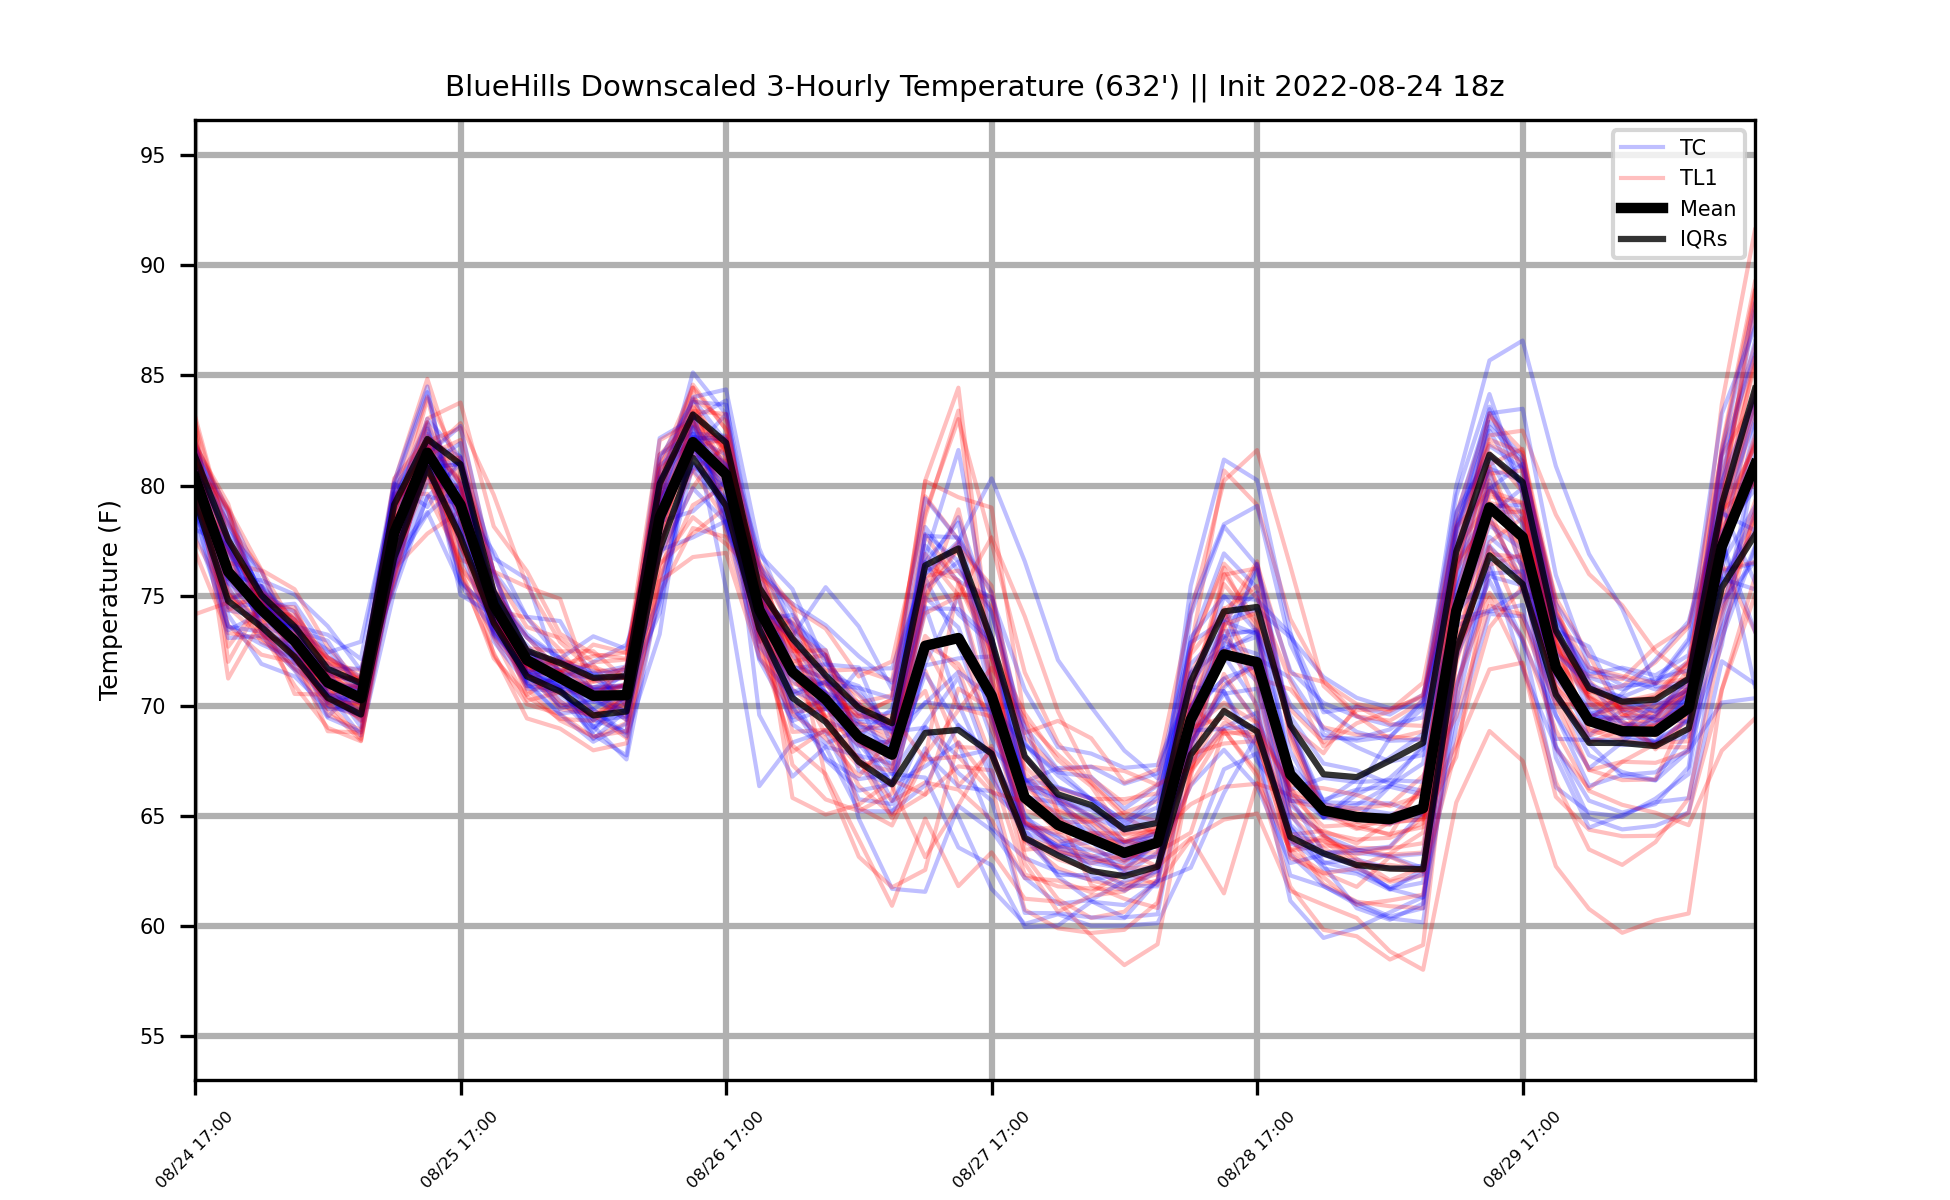 BlueHills Downscaled 3-Hourly Temperature (632') || Init 2022-08-24 18z
TC
TL1
Mean
IQRs
Temperature (F)
95
90
85
80
75
70
65
60
55
08/24 17:00
08/25 17:00
08/26 17:00
08/27 17:00
08/28 17:00
08/29 17:00